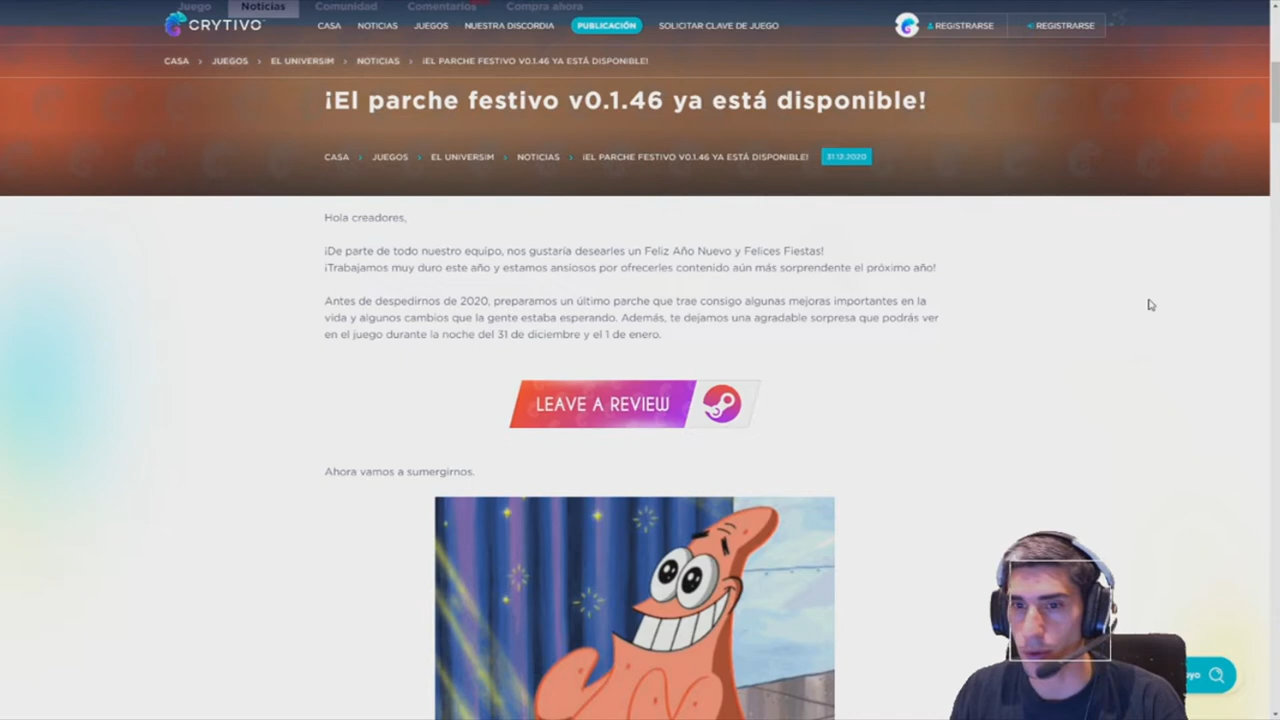 Juego Noticias Comunidad Comentarios Compra ahora
CRYTIVO CASA NOTICIAS JUEGOS NUESTRA DISCORDIA PUBLICACIÓN SOLICITAR CLAVE DE JUEGO REGISTRARSE REGISTRARSE
CASA > JUEGOS > EL UNIVERSIM > NOTICIAS > ¡EL PARCHE FESTIVO V0.1.46 YA ESTÁ DISPONIBLE!
¡El parche festivo v0.1.46 ya está disponible!
CASA > JUEGOS > EL UNIVERSIM > NOTICIAS > ¡EL PARCHE FESTIVO V0.1.46 YA ESTÁ DISPONIBLE! 31.12.2020
Hola creadores,
¡De parte de todo nuestro equipo, nos gustaría desearles un Feliz Año Nuevo y Felices Fiestas!
¡Trabajamos muy duro este año y estamos ansiosos por ofrecerles contenido aún más sorprendente el próximo año!
Antes de despedirnos de 2020, preparamos un último parche que trae consigo algunas mejoras importantes en la
vida y algunos cambios que la gente estaba esperando. Además, te dejamos una agradable sorpresa que podrás ver
en el juego durante la noche del 31 de diciembre y el 1 de enero.
LEAVE A REVIEW
Ahora vamos a sumergirnos.